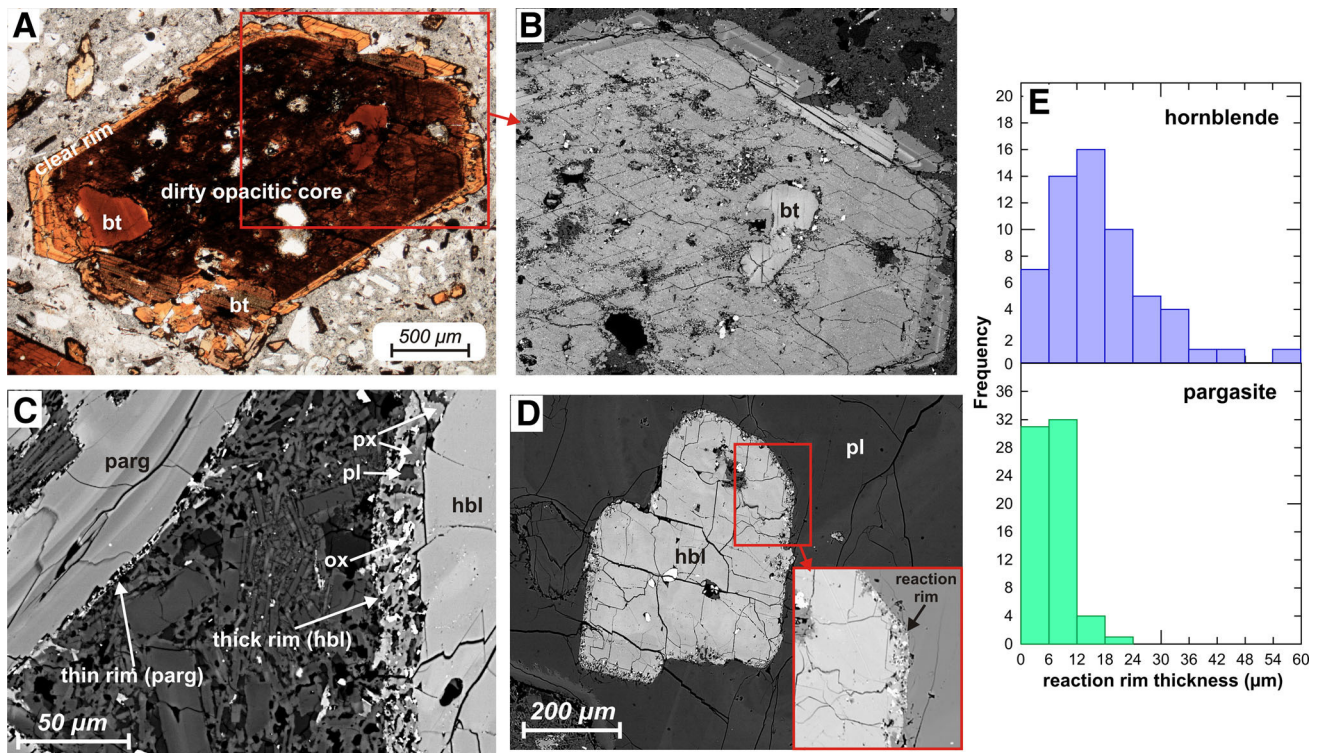 A
clear rim
dirty opacitic core
bt
bt
500 µm
B
bt
C
parg
px
pl
hbl
ox
thick rim (hbl)
thin rim (parg)
50 µm
D
pl
hbl
reaction
rim
200 µm
E
hornblende
20
18
16
14
12
10
8
6
4
2
0
Frequency
pargasite
36
32
28
24
20
16
12
8
4
0
0 6 12 18 24 30 36 42 48 54 60
reaction rim thickness (µm)